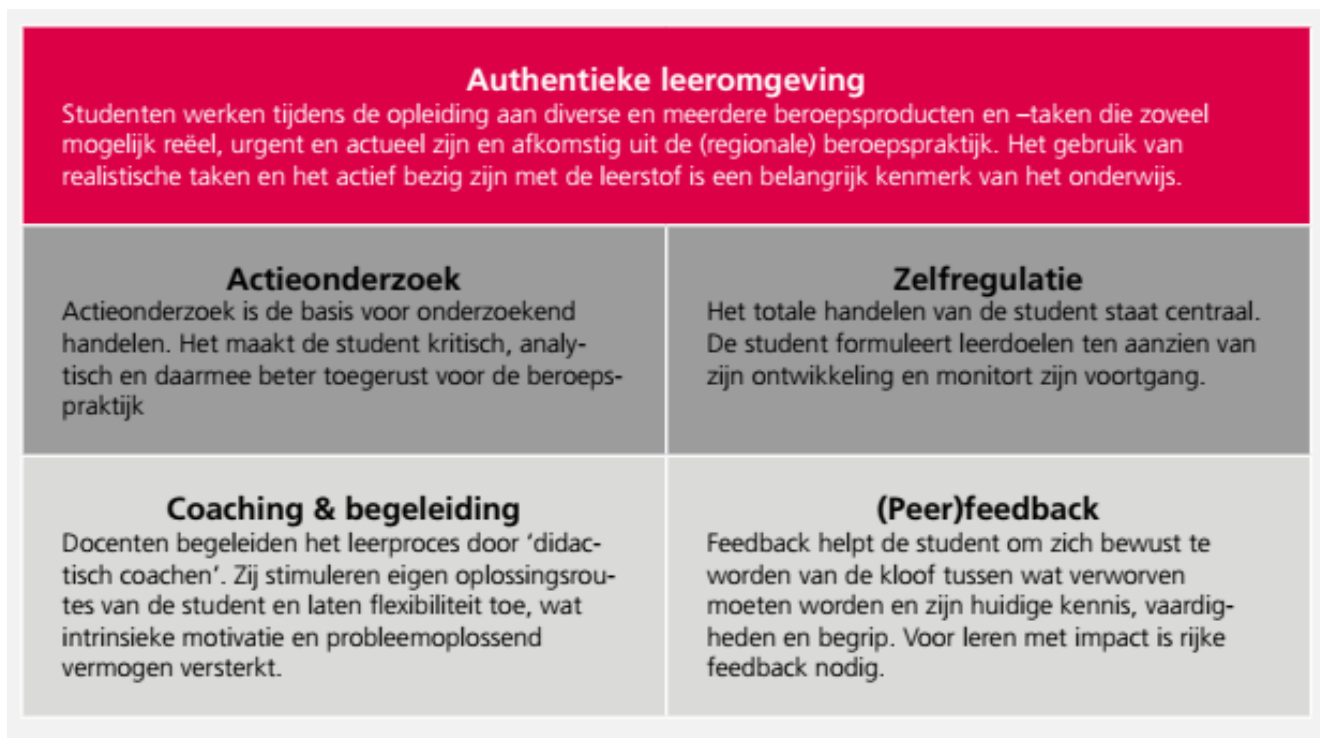 Authentieke leeromgeving
Studenten werken tijdens de opleiding aan diverse en meerdere beroepsproducten en –taken die zoveel
mogelijk reëel, urgent en actueel zijn en afkomstig uit de (regionale) beroepspraktijk. Het gebruik van
realistische taken en het actief bezig zijn met de leerstof is een belangrijk kenmerk van het onderwijs.
Actieonderzoek
Actieonderzoek is de basis voor onderzoekend
handelen. Het maakt de student kritisch, analy-
tisch en daarmee beter toegerust voor de beroeps-
praktijk
Zelfregulatie
Het totale handelen van de student staat centraal.
De student formuleert leerdoelen ten aanzien van
zijn ontwikkeling en monitort zijn voortgang.
Coaching & begeleiding
Docenten begeleiden het leerproces door ‘didac-
tisch coachen’. Zij stimuleren eigen oplossingsrou-
tes van de student en laten flexibiliteit toe, wat
intrinsieke motivatie en probleemoplossend
vermogen versterkt.
(Peer)feedback
Feedback helpt de student om zich bewust te
worden van de kloof tussen wat verworven
moeten worden en zijn huidige kennis, vaardig-
heden en begrip. Voor leren met impact is rijke
feedback nodig.